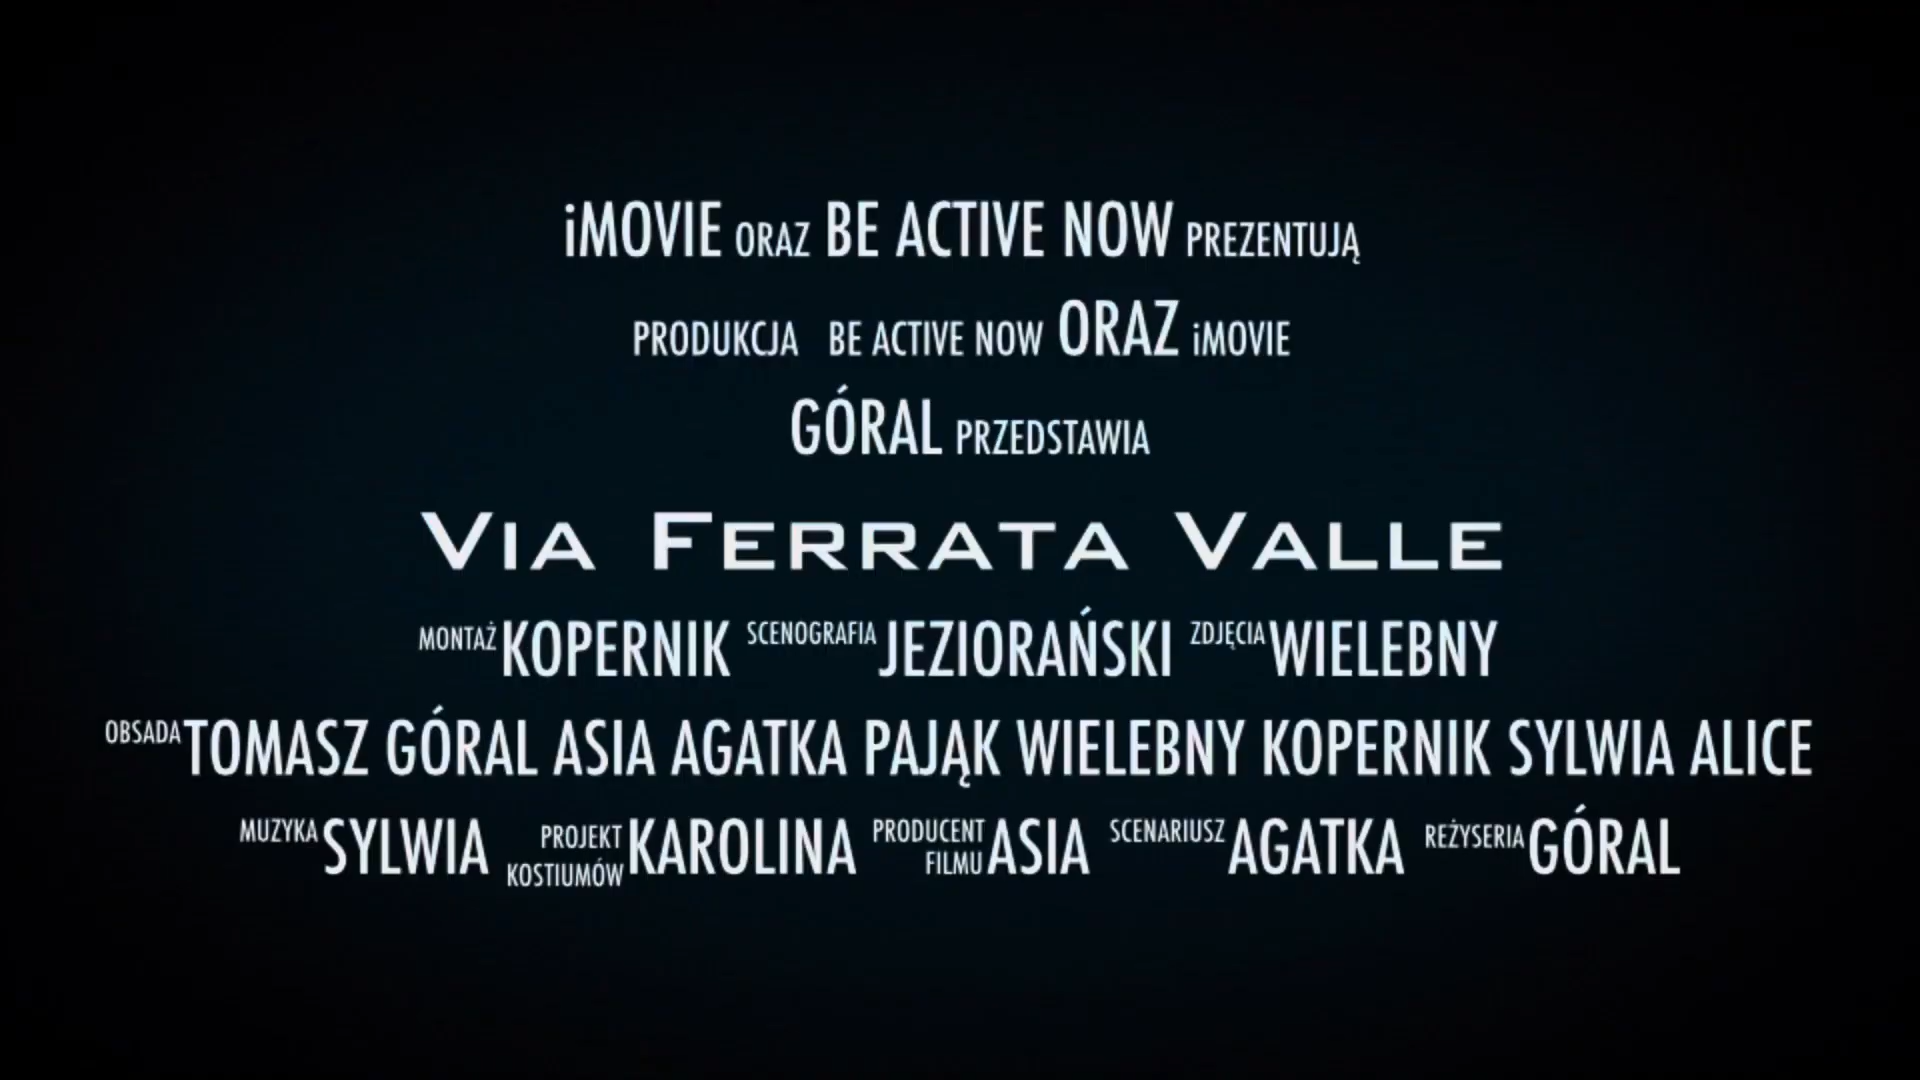 iMOVIE ORAZ BE ACTIVE NOW PREZENTUJĄ
PRODUKCJA BE ACTIVE NOW ORAZ iMOVIE
GÓRAL PRZEDSTAWIA
VIA FERRATA VALLE
MONTAŻ KOPERNIK SCENOGRAFIA JEZIORAŃSKI ZDJĘCIA WIELEBNY
OBSADA TOMASZ GÓRAL ASIA AGATKA PAJĄK WIELEBNY KOPERNIK SYLWIA ALICE
MUZYKA SYLWIA PROJEKT KOSTIUMÓW KAROLINA PRODUCENT FILMU ASIA SCENARIUSZ AGATKA REŻYSERIA GÓRAL